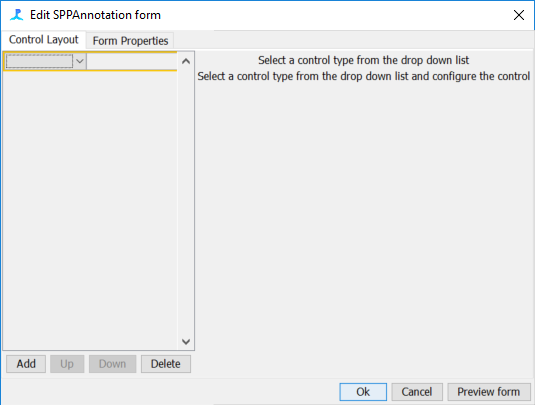 Edit SPPAnnotation form
Control Layout
Form Properties
Select a control type from the drop down list
Select a control type from the drop down list and configure the control
Add
Up
Down
Delete
Ok
Cancel
Preview form